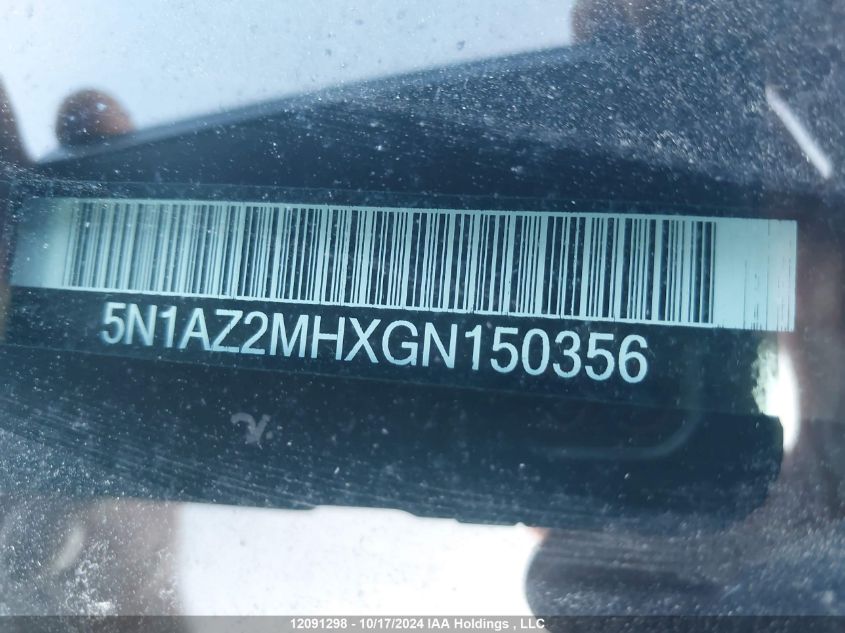 5N1AZ2MHXGN150356
12091298 - 10/17/2024 IAA Holdings , LLC